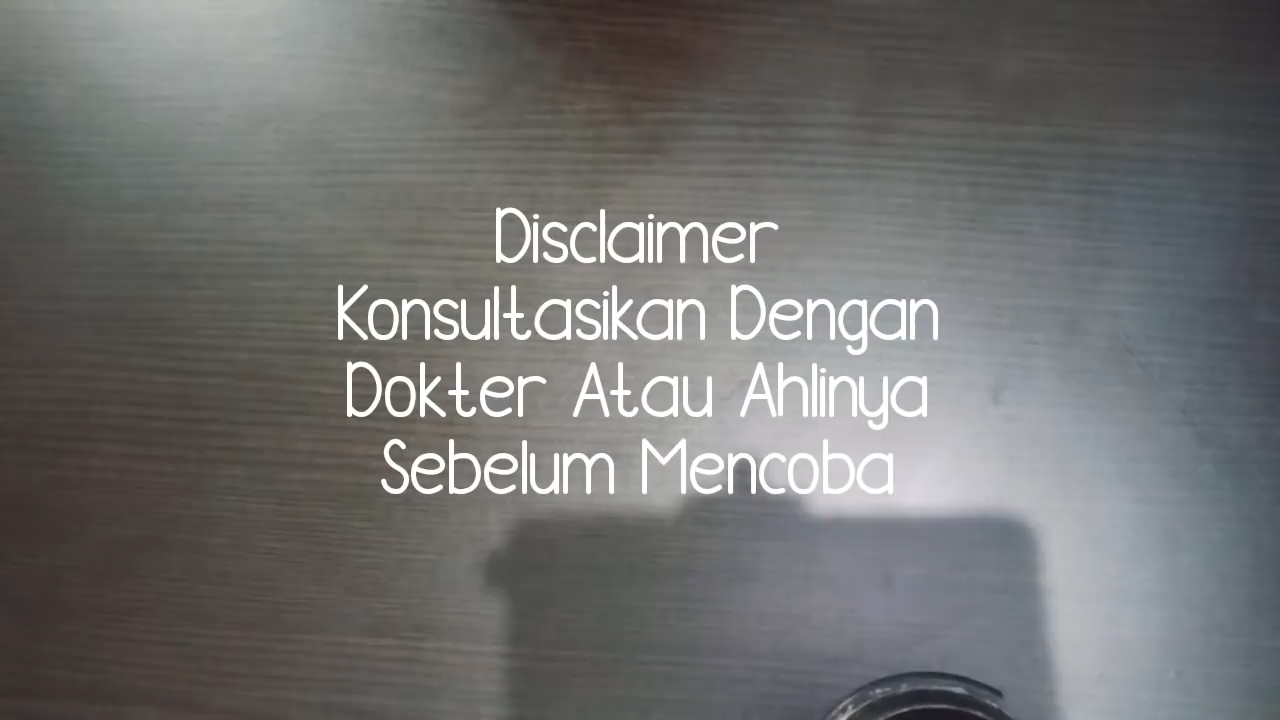 Disclaimer
Konsultasikan Dengan
Dokter Atau Ahlinya
Sebelum Mencoba